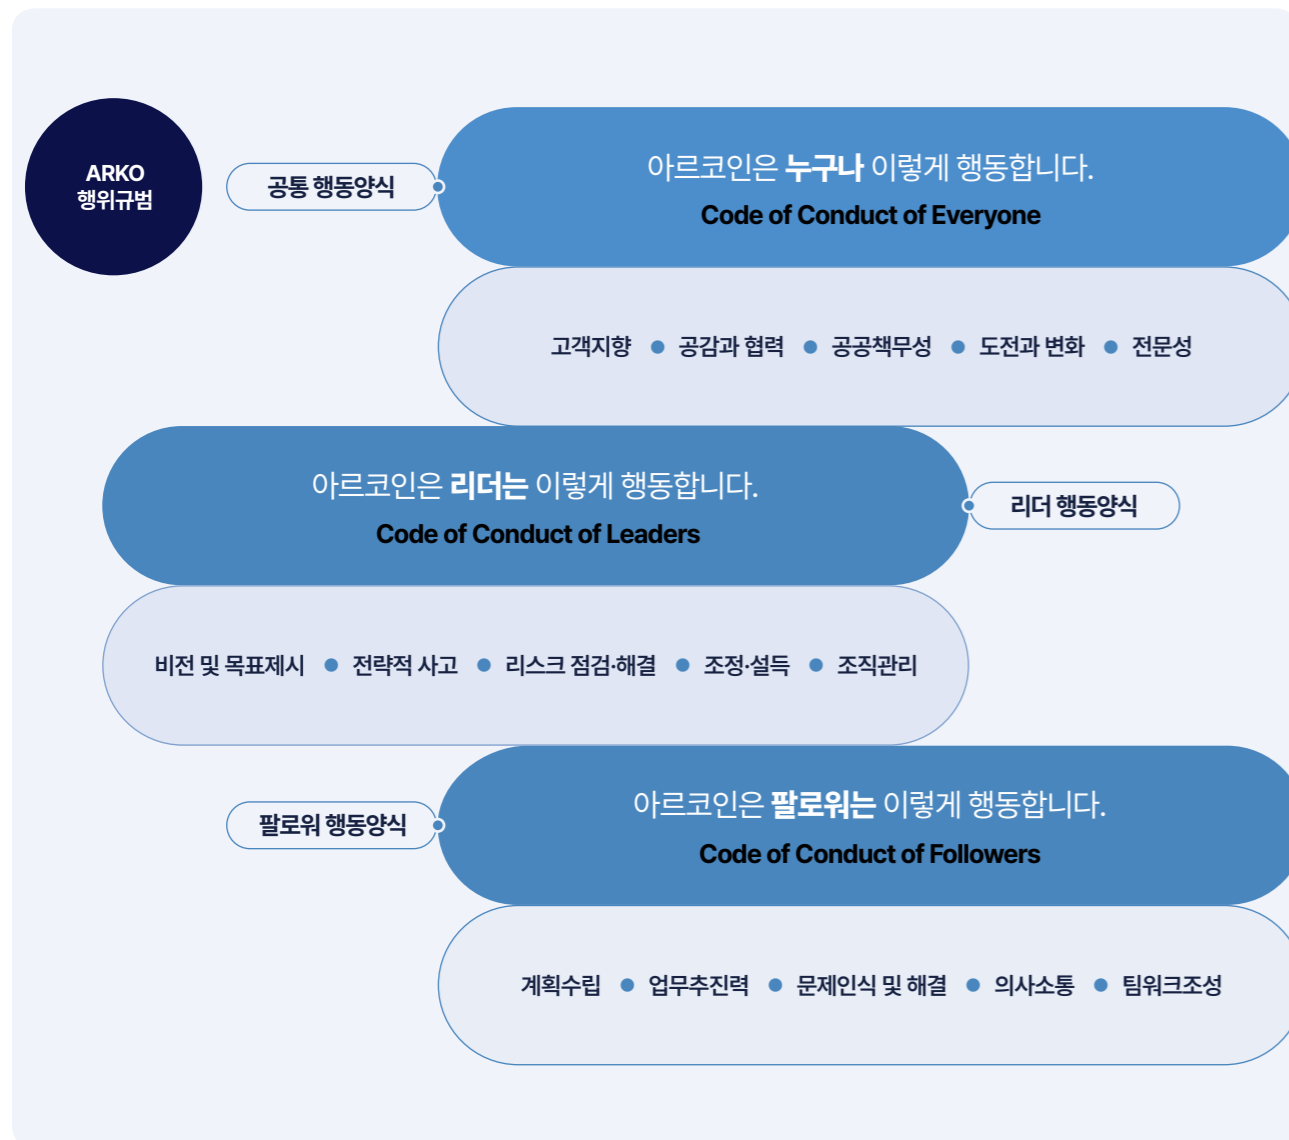 ARKO
행위규범
공통 행동양식
아르코인은 누구나 이렇게 행동합니다.
Code of Conduct of Everyone
고객지향 ● 공감과 협력 ● 공공책무성 ● 도전과 변화 ● 전문성
아르코인은 리더는 이렇게 행동합니다.
Code of Conduct of Leaders
리더 행동양식
비전 및 목표제시 ● 전략적 사고 ● 리스크 점검·해결 ● 조정·설득 ● 조직관리
팔로워 행동양식
아르코인은 팔로워는 이렇게 행동합니다.
Code of Conduct of Followers
계획수립 ● 업무추진력 ● 문제인식 및 해결 ● 의사소통 ● 팀워크조성